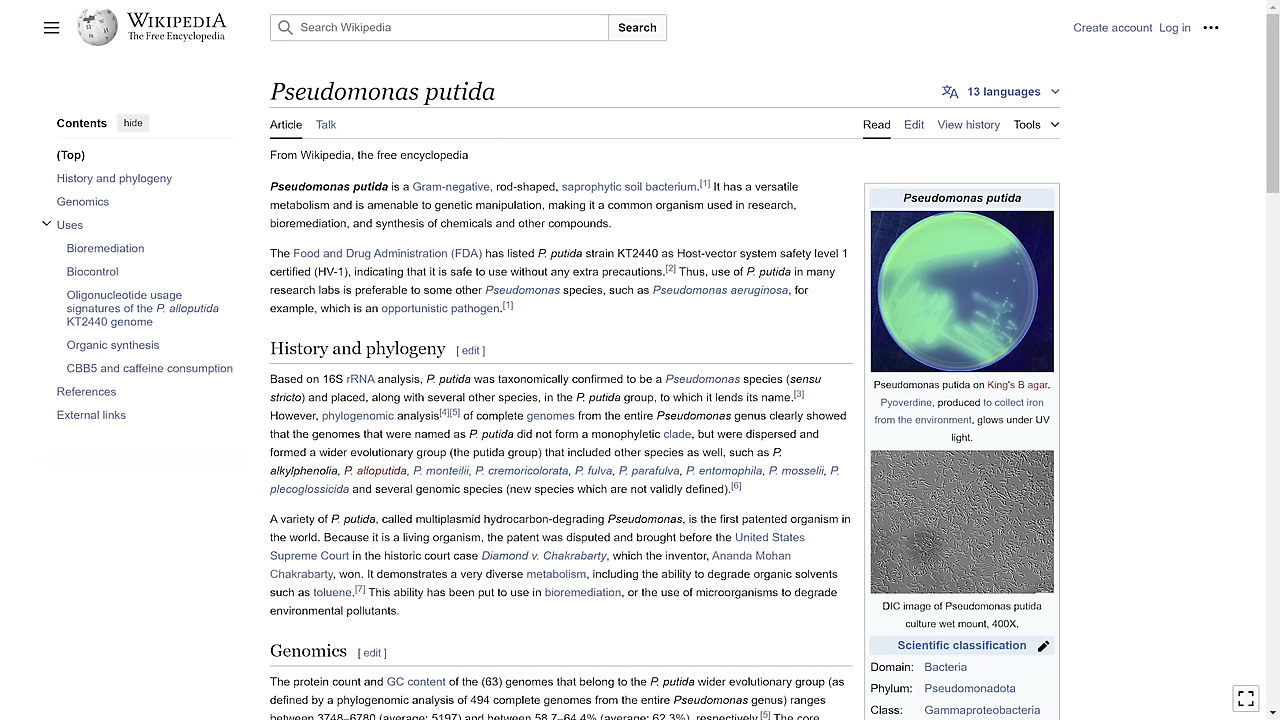 WIKIPEDIA
The Free Encyclopedia
Search Wikipedia
Search
Create account Log in
Contents hide
(Top)
History and phylogeny
Genomics
Uses
Bioremediation
Biocontrol
Oligonucleotide usage
signatures of the P. alloputida
KT2440 genome
Organic synthesis
CBB5 and caffeine consumption
References
External links
Pseudomonas putida
13 languages
Article Talk
Read Edit View history Tools
From Wikipedia, the free encyclopedia
Pseudomonas putida is a Gram-negative, rod-shaped, saprophytic soil bacterium.[1] It has a versatile
metabolism and is amenable to genetic manipulation, making it a common organism used in research,
bioremediation, and synthesis of chemicals and other compounds.
The Food and Drug Administration (FDA) has listed P. putida strain KT2440 as Host-vector system safety level 1
certified (HV-1), indicating that it is safe to use without any extra precautions.[2] Thus, use of P. putida in many
research labs is preferable to some other Pseudomonas species, such as Pseudomonas aeruginosa, for
example, which is an opportunistic pathogen.[1]
History and phylogeny [ edit ]
Based on 16S rRNA analysis, P. putida was taxonomically confirmed to be a Pseudomonas species (sensu
stricto) and placed, along with several other species, in the P. putida group, to which it lends its name.[3]
However, phylogenomic analysis[4][5] of complete genomes from the entire Pseudomonas genus clearly showed
that the genomes that were named as P. putida did not form a monophyletic clade, but were dispersed and
formed a wider evolutionary group (the putida group) that included other species as well, such as P.
alkylphenolia, P. alloputida, P. monteilii, P. cremoricolorata, P. fulva, P. parafulva, P. entomophila, P. mosselii, P.
plecoglossicida and several genomic species (new species which are not validly defined).[6]
A variety of P. putida, called multiplasmid hydrocarbon-degrading Pseudomonas, is the first patented organism in
the world. Because it is a living organism, the patent was disputed and brought before the United States
Supreme Court in the historic court case Diamond v. Chakrabarty, which the inventor, Ananda Mohan
Chakrabarty, won. It demonstrates a very diverse metabolism, including the ability to degrade organic solvents
such as toluene.[7] This ability has been put to use in bioremediation, or the use of microorganisms to degrade
environmental pollutants.
Genomics [ edit ]
The protein count and GC content of the (63) genomes that belong to the P. putida wider evolutionary group (as
defined by a phylogenomic analysis of 494 complete genomes from the entire Pseudomonas genus) ranges
between 3748–6780 (average: 5197) and between 58.7–64.4% (average: 62.3%), respectively.[5] The core
Pseudomonas putida
Pseudomonas putida on King's B agar.
Pyoverdine, produced to collect iron
from the environment, glows under UV
light.
DIC image of Pseudomonas putida
culture wet mount, 400X.
Scientific classification
Domain: Bacteria
Phylum: Pseudomonadota
Class: Gammaproteobacteria